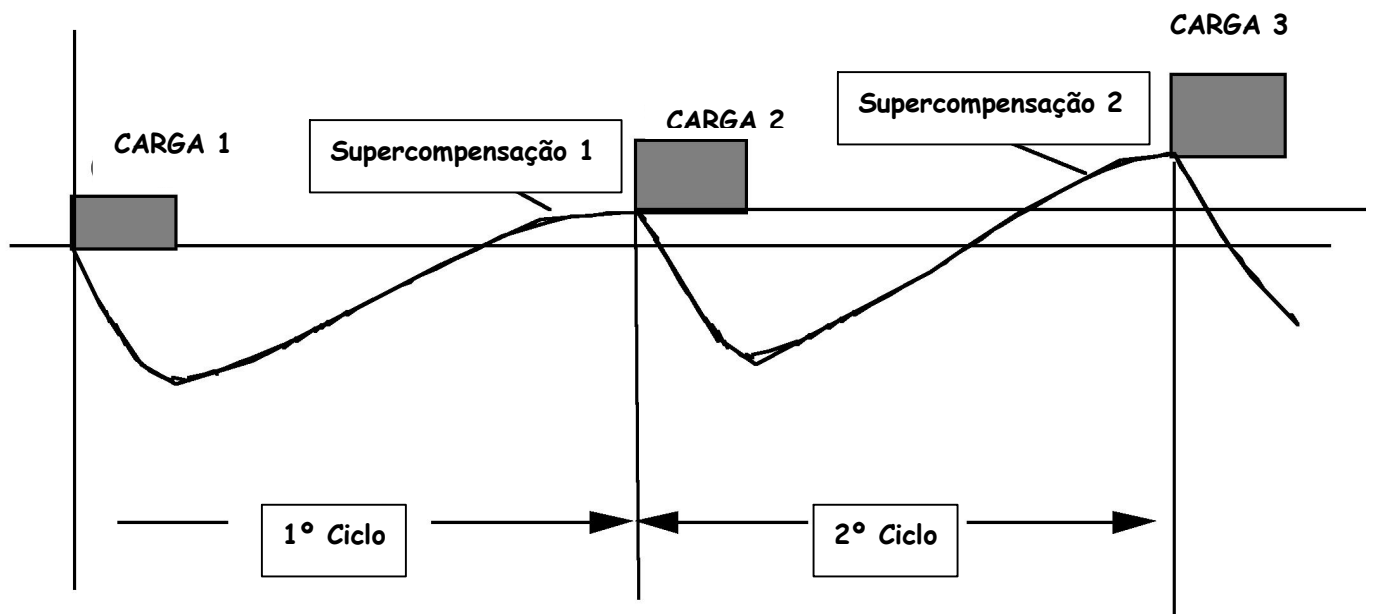 CARGA 3
Supercompensação 2
CARGA 2
CARGA 1
Supercompensação 1
1º Ciclo
2º Ciclo